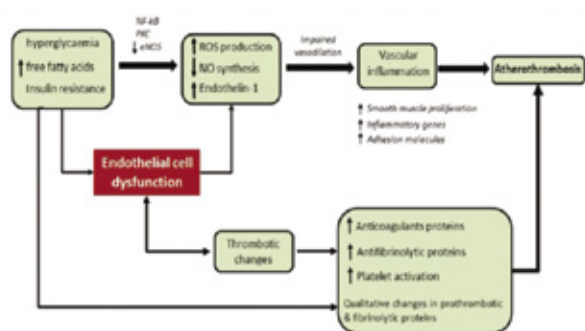 NF-kB
PKC
↓ eNOS
hyperglycaemia
↑ free fatty acids
Insulin resistance
↑ ROS production
↓ NO synthesis
↑ Endothelin-1
Impaired
vasodilation
Vascular
inflammation
Atherothrombosis
↑ Smooth muscle proliferation
↑ Inflammatory genes
↑ Adhesion molecules
Endothelial cell
dysfunction
Thrombotic
changes
↑ Anticoagulants proteins
↑ Antifibrinolytic proteins
↑ Platelet activation
Qualitative changes in prothrombotic
& fibrinolytic proteins